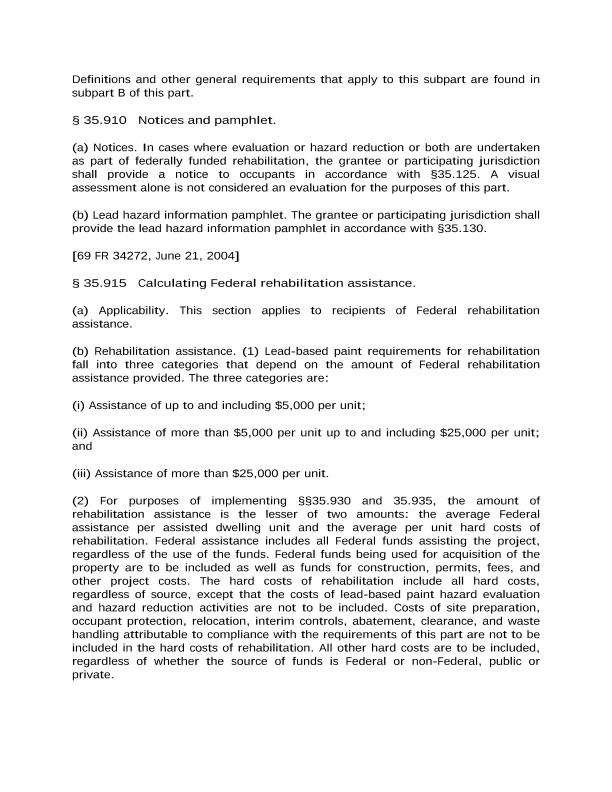 Definitions and other general requirements that apply to this subpart are found in
subpart B of this part.
§ 35.910 Notices and pamphlet.
(a) Notices. In cases where evaluation or hazard reduction or both are undertaken
as part of federally funded rehabilitation, the grantee or participating jurisdiction
shall provide a notice to occupants in accordance with §35.125. A visual
assessment alone is not considered an evaluation for the purposes of this part.
(b) Lead hazard information pamphlet. The grantee or participating jurisdiction shall
provide the lead hazard information pamphlet in accordance with §35.130.
[69 FR 34272, June 21, 2004]
§ 35.915 Calculating Federal rehabilitation assistance.
(a) Applicability. This section applies to recipients of Federal rehabilitation
assistance.
(b) Rehabilitation assistance. (1) Lead-based paint requirements for rehabilitation
fall into three categories that depend on the amount of Federal rehabilitation
assistance provided. The three categories are:
(i) Assistance of up to and including $5,000 per unit;
(ii) Assistance of more than $5,000 per unit up to and including $25,000 per unit;
and
(iii) Assistance of more than $25,000 per unit.
(2) For purposes of implementing §§35.930 and 35.935, the amount of
rehabilitation assistance is the lesser of two amounts: the average Federal
assistance per assisted dwelling unit and the average per unit hard costs of
rehabilitation. Federal assistance includes all Federal funds assisting the project,
regardless of the use of the funds. Federal funds being used for acquisition of the
property are to be included as well as funds for construction, permits, fees, and
other project costs. The hard costs of rehabilitation include all hard costs,
regardless of source, except that the costs of lead-based paint hazard evaluation
and hazard reduction activities are not to be included. Costs of site preparation,
occupant protection, relocation, interim controls, abatement, clearance, and waste
handling attributable to compliance with the requirements of this part are not to be
included in the hard costs of rehabilitation. All other hard costs are to be included,
regardless of whether the source of funds is Federal or non-Federal, public or
private.